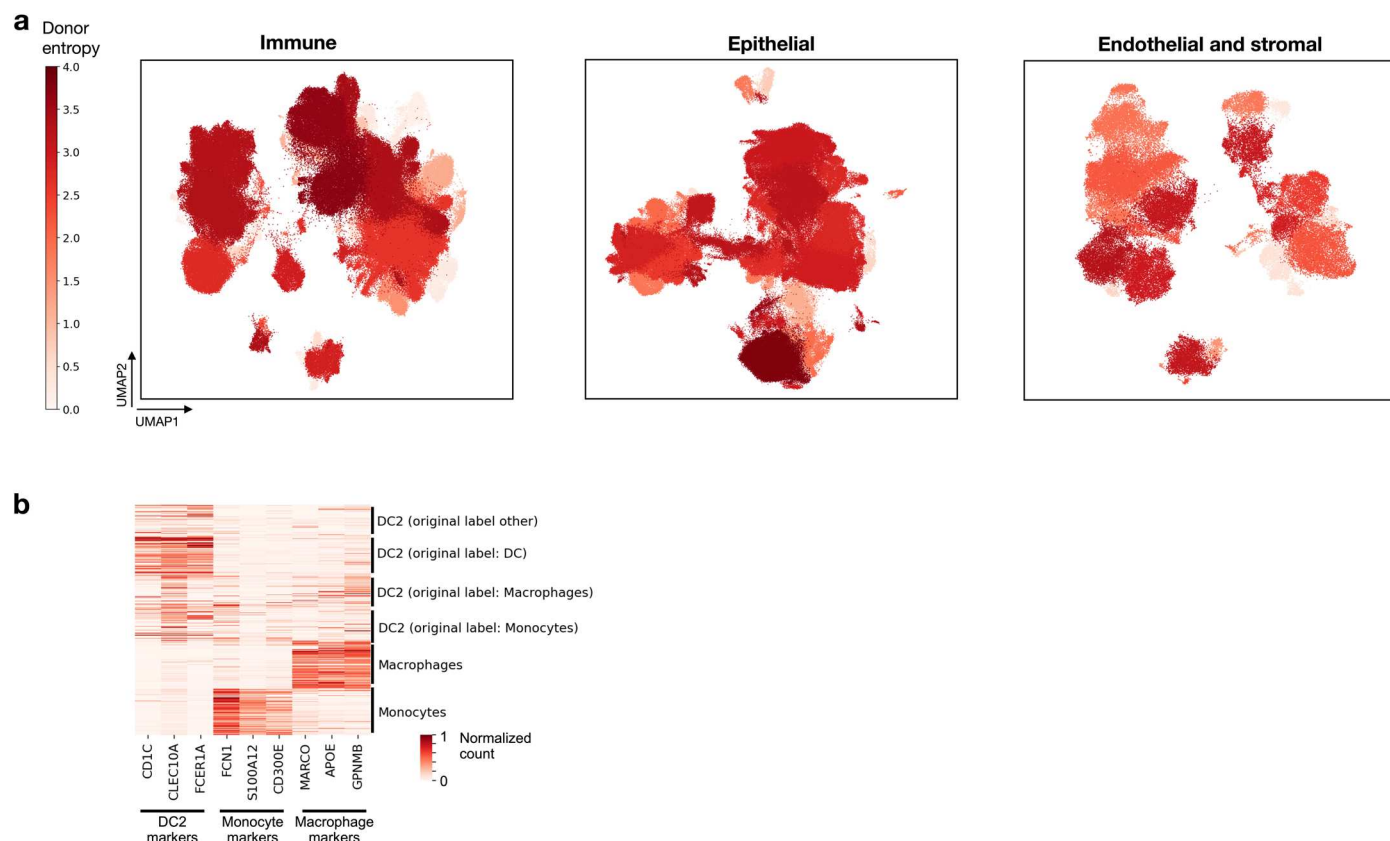 a
Donor
entropy
Immune
Epithelial
Endothelial and stromal
4.0
3.5
3.0
2.5
2.0
1.5
1.0
0.5
0.0
UMAP2
UMAP1
b
DC2 (original label other)
DC2 (original label: DC)
DC2 (original label: Macrophages)
DC2 (original label: Monocytes)
Macrophages
Monocytes
1
0
Normalized
count
CD1C
CLEC10A
FCER1A
FCN1
S100A12
CD300E
MARCO
APOE
GPNMB
DC2
markers
Monocyte
markers
Macrophage
markers